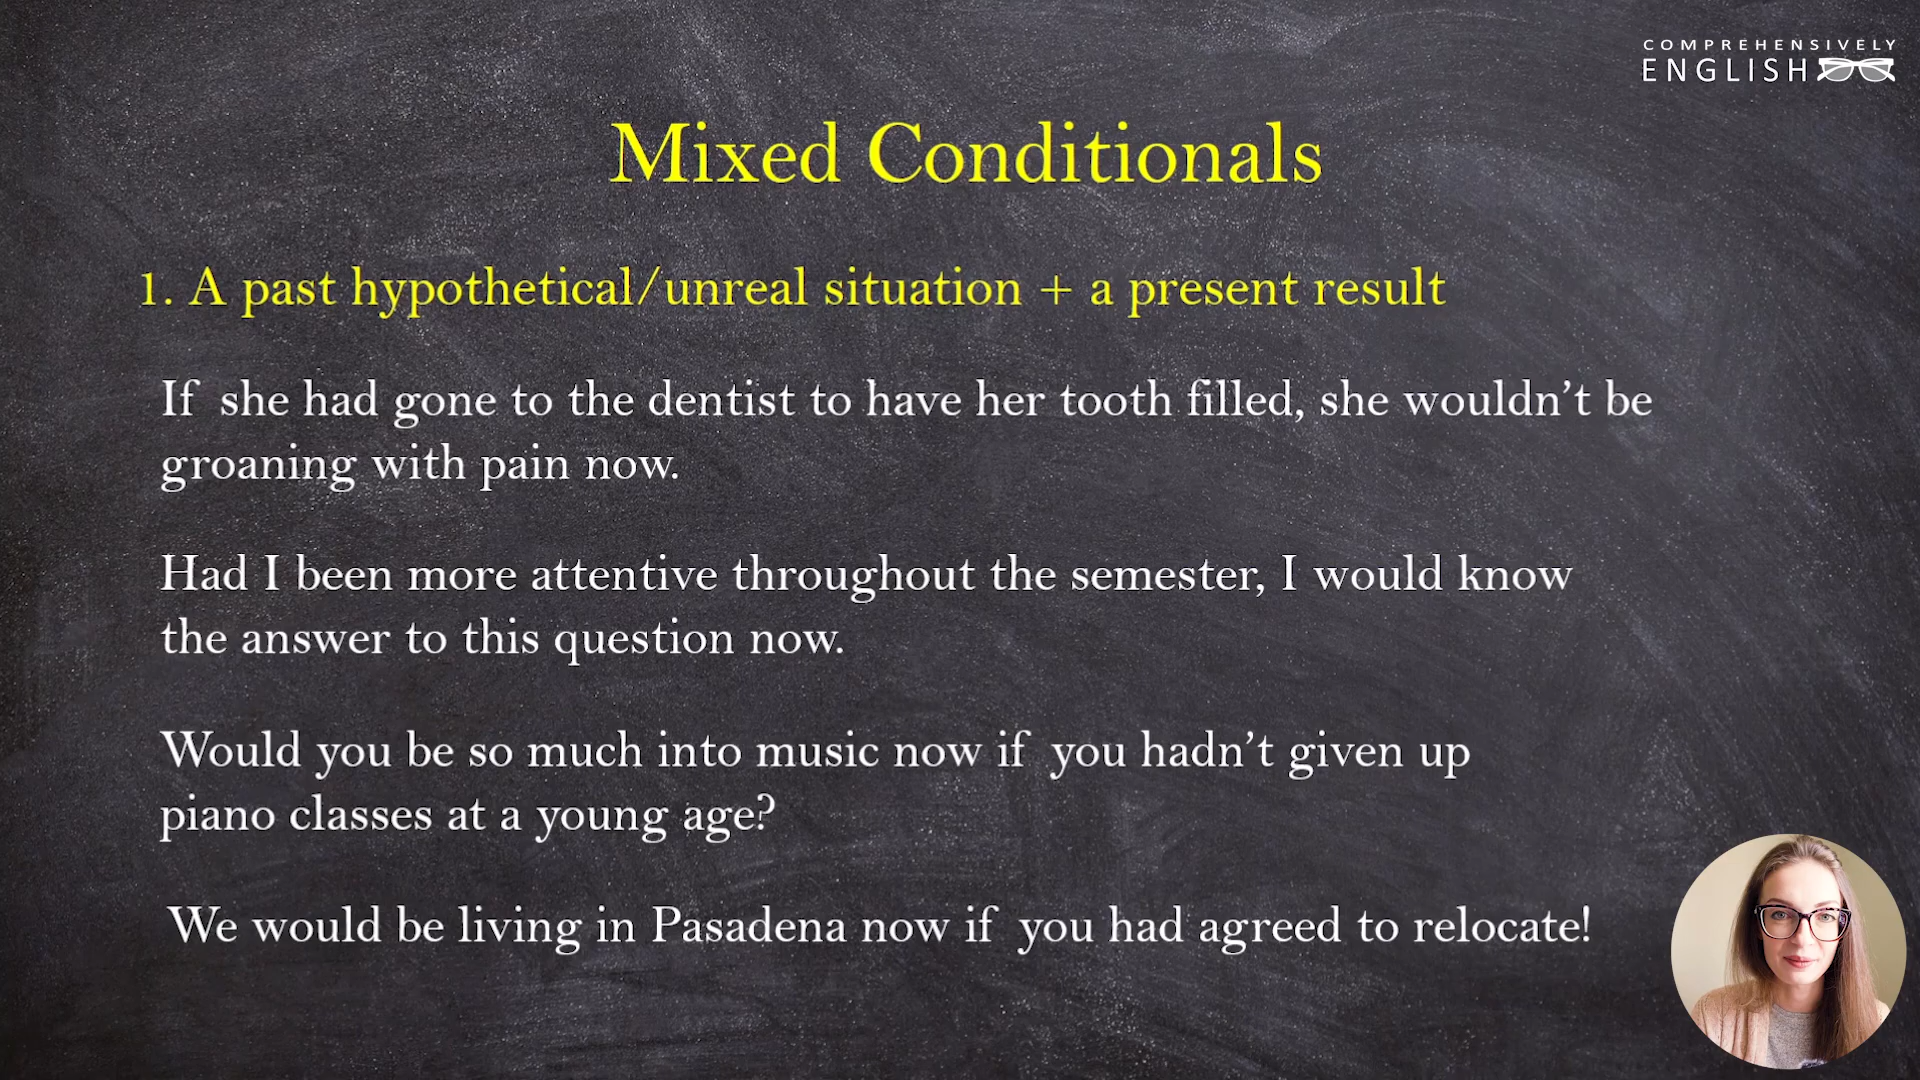 COMPREHENSIVELY
ENGLISH
Mixed Conditionals
1. A past hypothetical/unreal situation + a present result
If she had gone to the dentist to have her tooth filled, she wouldn’t be
groaning with pain now.
Had I been more attentive throughout the semester, I would know
the answer to this question now.
Would you be so much into music now if you hadn’t given up
piano classes at a young age?
We would be living in Pasadena now if you had agreed to relocate!